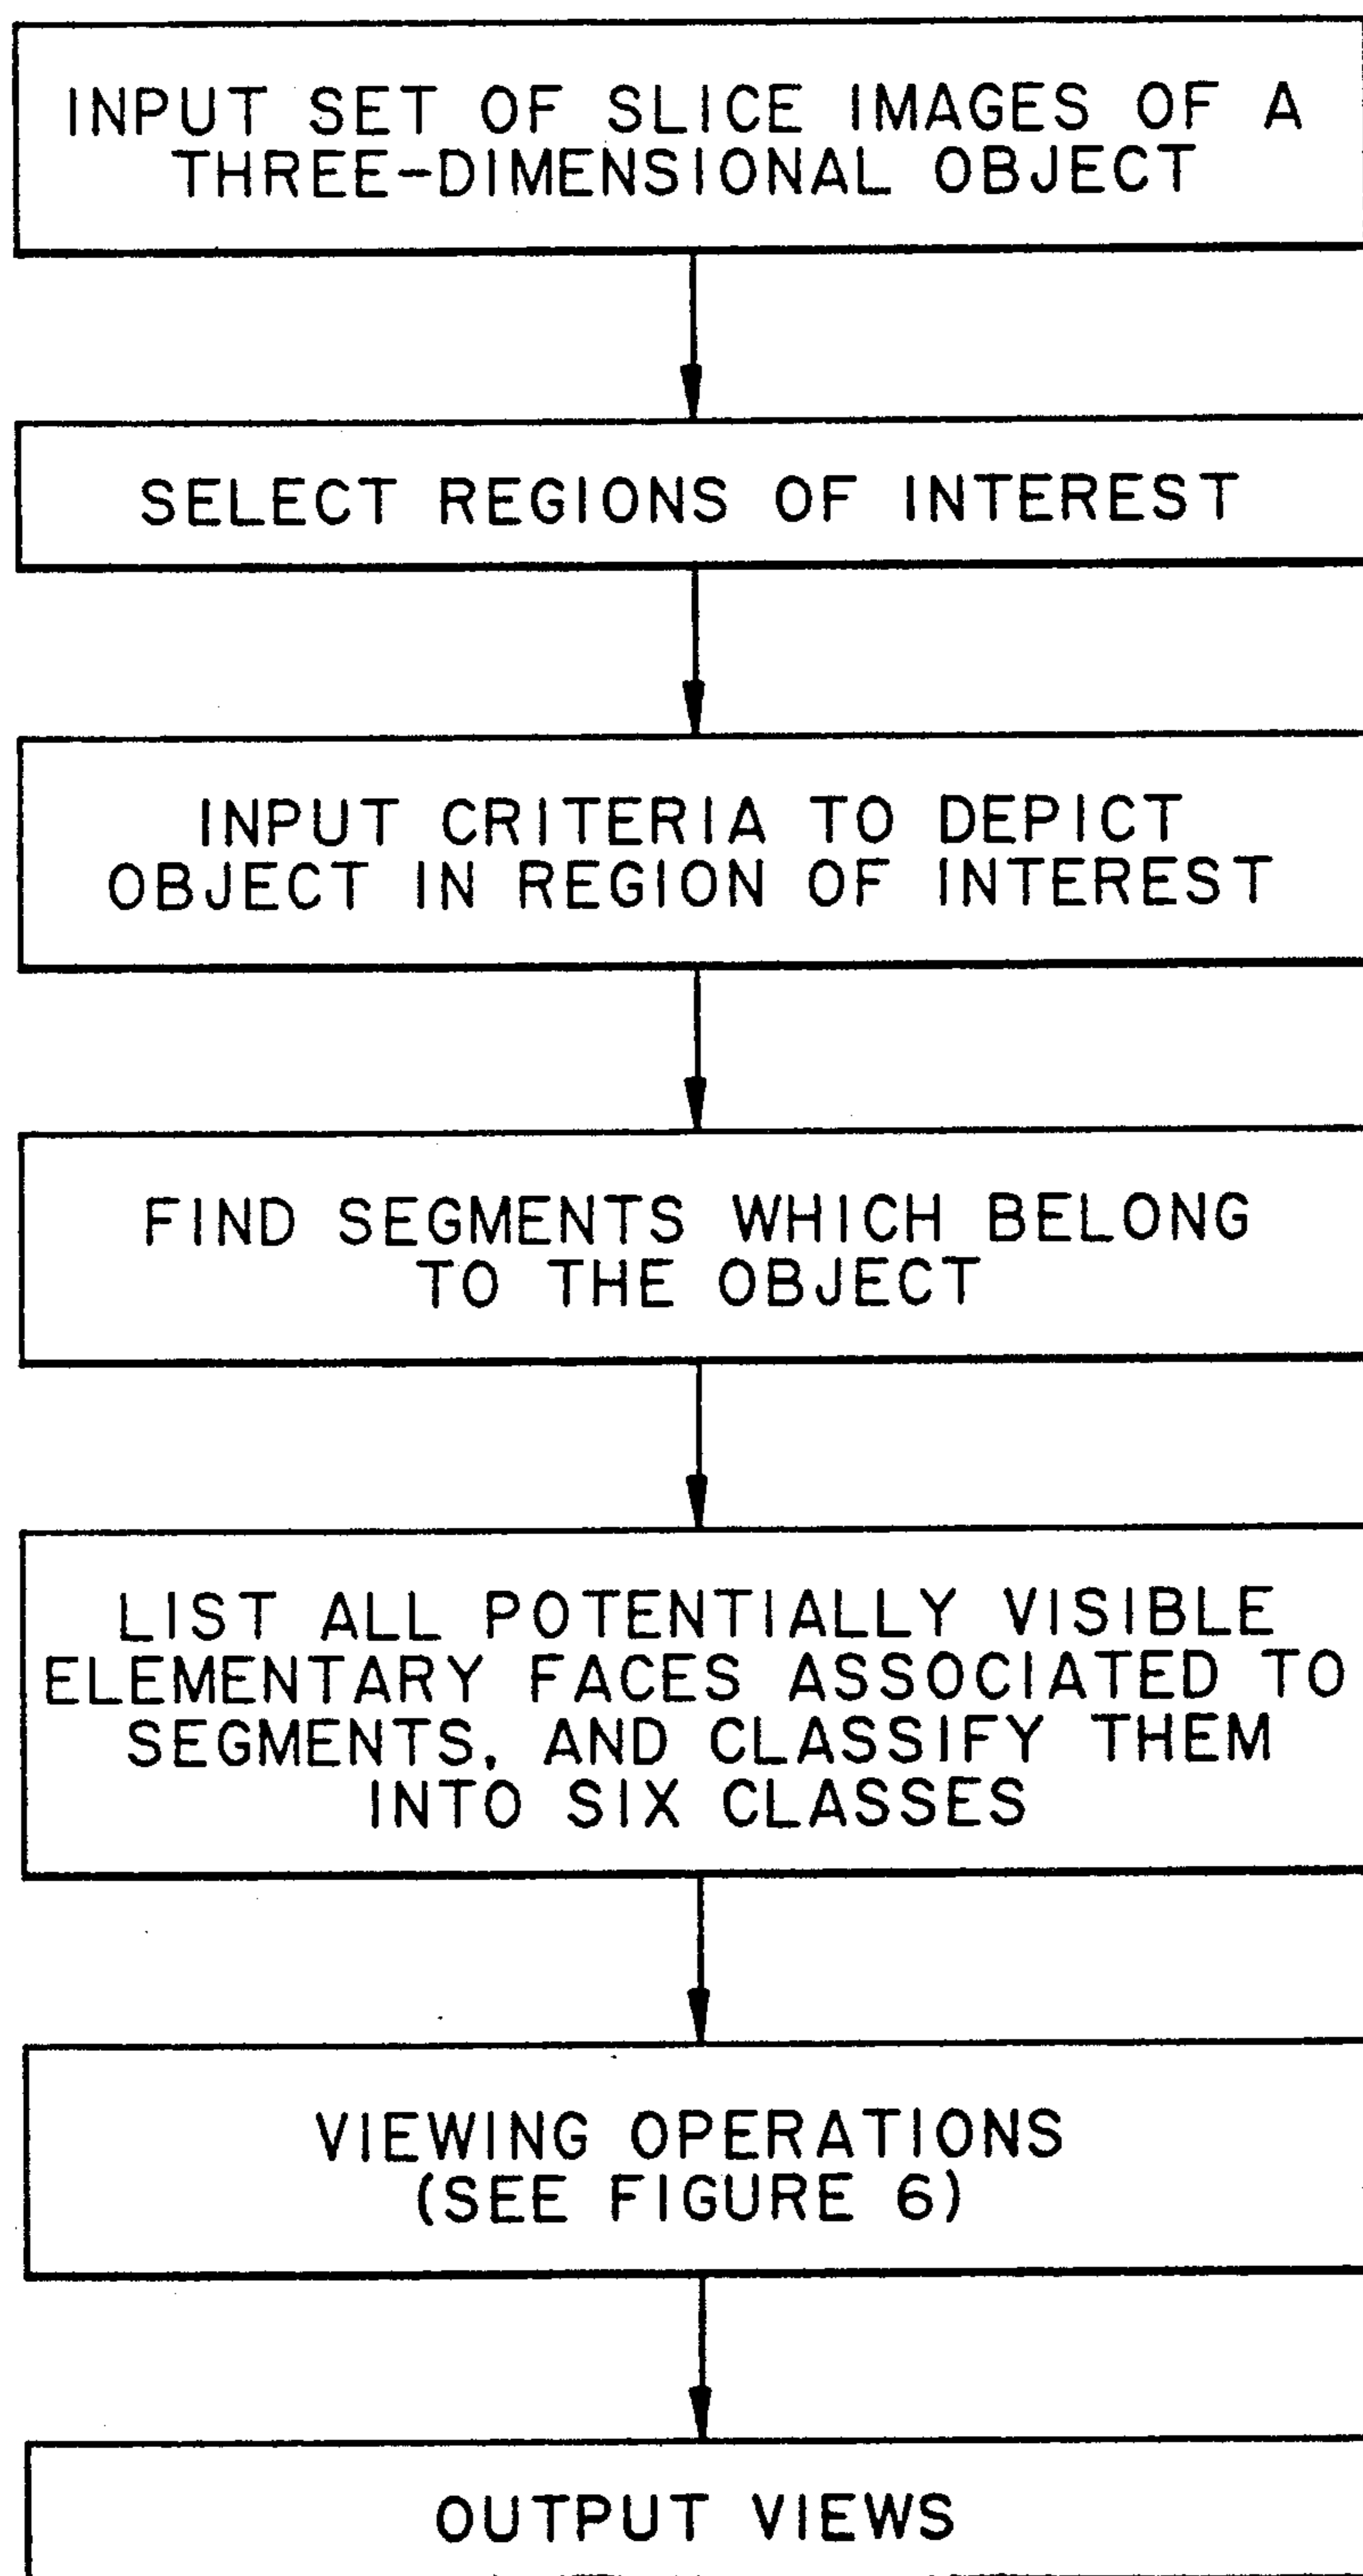 INPUT SET OF SLICE IMAGES OF A
THREE-DIMENSIONAL OBJECT
SELECT REGIONS OF INTEREST
INPUT CRITERIA TO DEPICT
OBJECT IN REGION OF INTEREST
FIND SEGMENTS WHICH BELONG
TO THE OBJECT
LIST ALL POTENTIALLY VISIBLE
ELEMENTARY FACES ASSOCIATED TO
SEGMENTS, AND CLASSIFY THEM
INTO SIX CLASSES
VIEWING OPERATIONS
(SEE FIGURE 6)
OUTPUT VIEWS